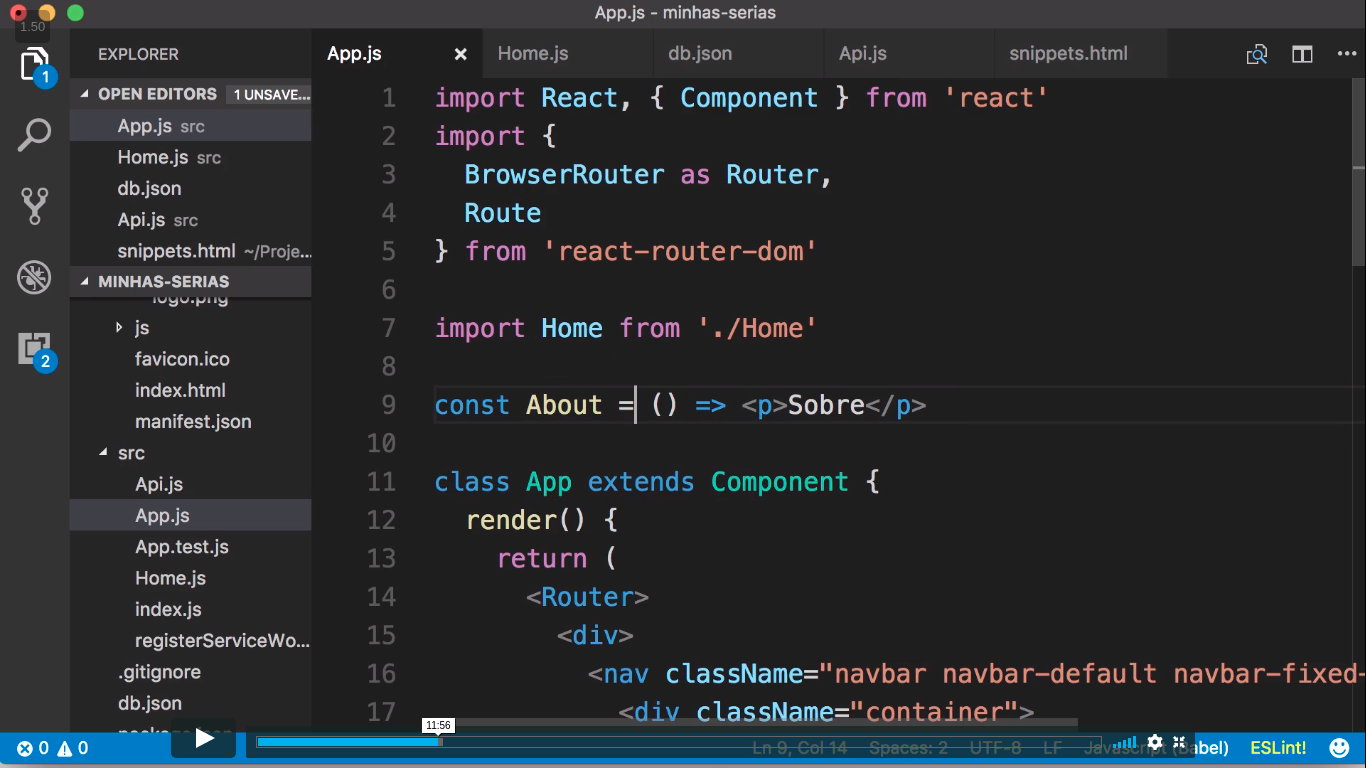 App.js - minhas-serias
1.50
EXPLORER
App.js × Home.js db.json Api.js snippets.html
OPEN EDITORS 1 UNSAVE...
App.js src
Home.js src
db.json
Api.js src
snippets.html ~/Proje...
MINHAS-SERIAS
logo.png
js
favicon.ico
index.html
manifest.json
src
Api.js
App.js
App.test.js
Home.js
index.js
registerServiceWo...
.gitignore
db.json
1
2
1 import React, { Component } from 'react'
2 import {
3 BrowserRouter as Router,
4 Route
5 } from 'react-router-dom'
6
7 import Home from './Home'
8
9 const About = () => <p>Sobre</p>
10
11 class App extends Component {
12 render() {
13 return (
14 <Router>
15 <div>
16 <nav className="navbar navbar-default navbar-fixed-
17 <div className="container">
11:56
0 0 Ln 9, Col 14 Spaces: 2 UTF-8 LF Javascript (Babel) ESLint!